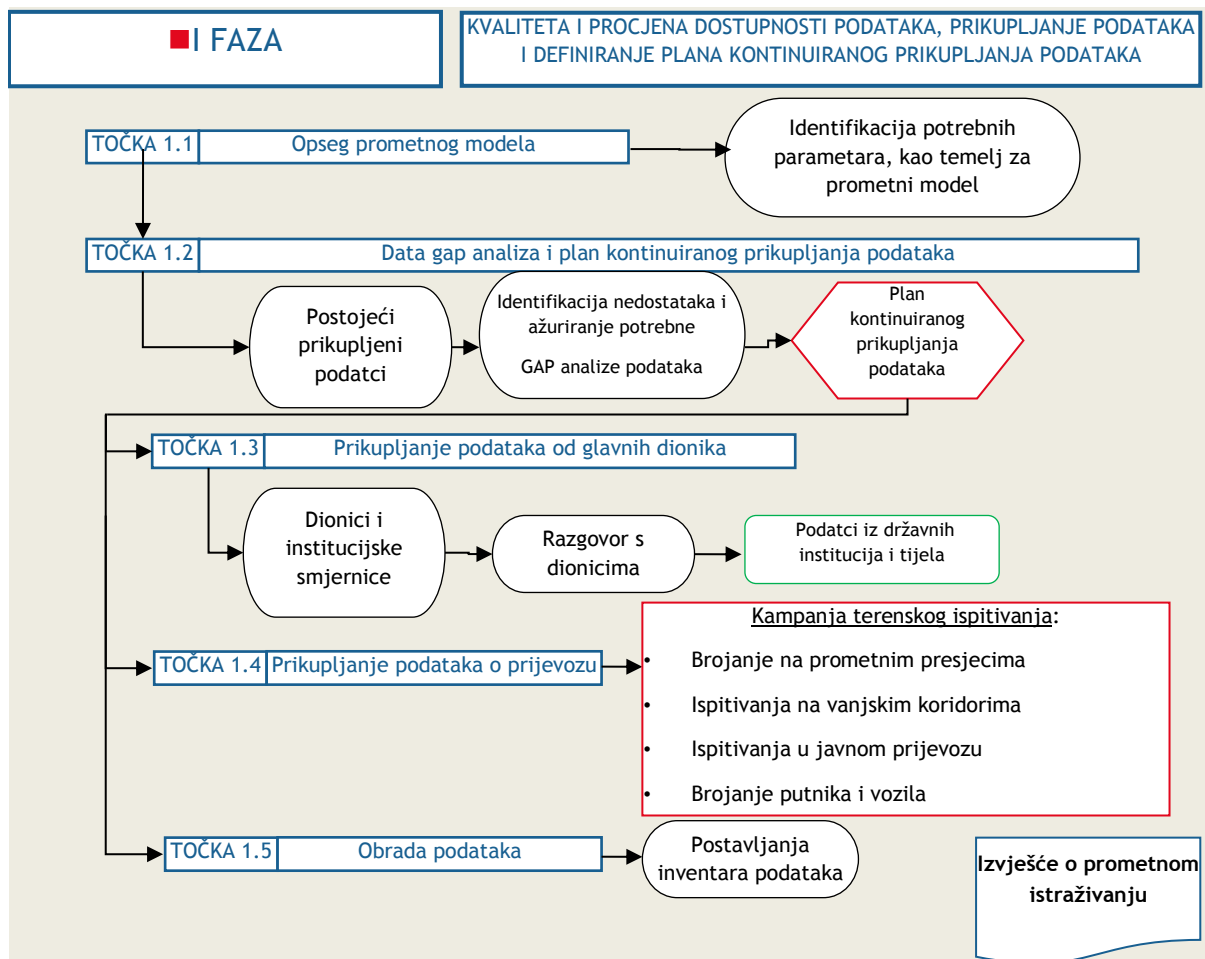 I FAZA
KVALITETA I PROCJENA DOSTUPNOSTI PODATAKA, PRIKUPLJANJE PODATAKA
I DEFINIRANJE PLANA KONTINUIRANOG PRIKUPLJANJA PODATAKA
TOČKA 1.1
Opseg prometnog modela
Identifikacija potrebnih
parametara, kao temelj za
prometni model
TOČKA 1.2
Data gap analiza i plan kontinuiranog prikupljanja podataka
Postojeći
prikupljeni
podatci
Identifikacija nedostataka i
ažuriranje potrebne
GAP analize podataka
Plan
kontinuiranog
prikupljanja
podataka
TOČKA 1.3
Prikupljanje podataka od glavnih dionika
Dionici i
institucijske
smjernice
Razgovor s
dionicima
Podatci iz državnih
institucija i tijela
TOČKA 1.4
Prikupljanje podataka o prijevozu
Kampanja terenskog ispitivanja:
• Brojanje na prometnim presjecima
• Ispitivanja na vanjskim koridorima
• Ispitivanja u javnom prijevozu
• Brojanje putnika i vozila
TOČKA 1.5
Obrada podataka
Postavljanja
inventara podataka
Izvješće o prometnom
istraživanju